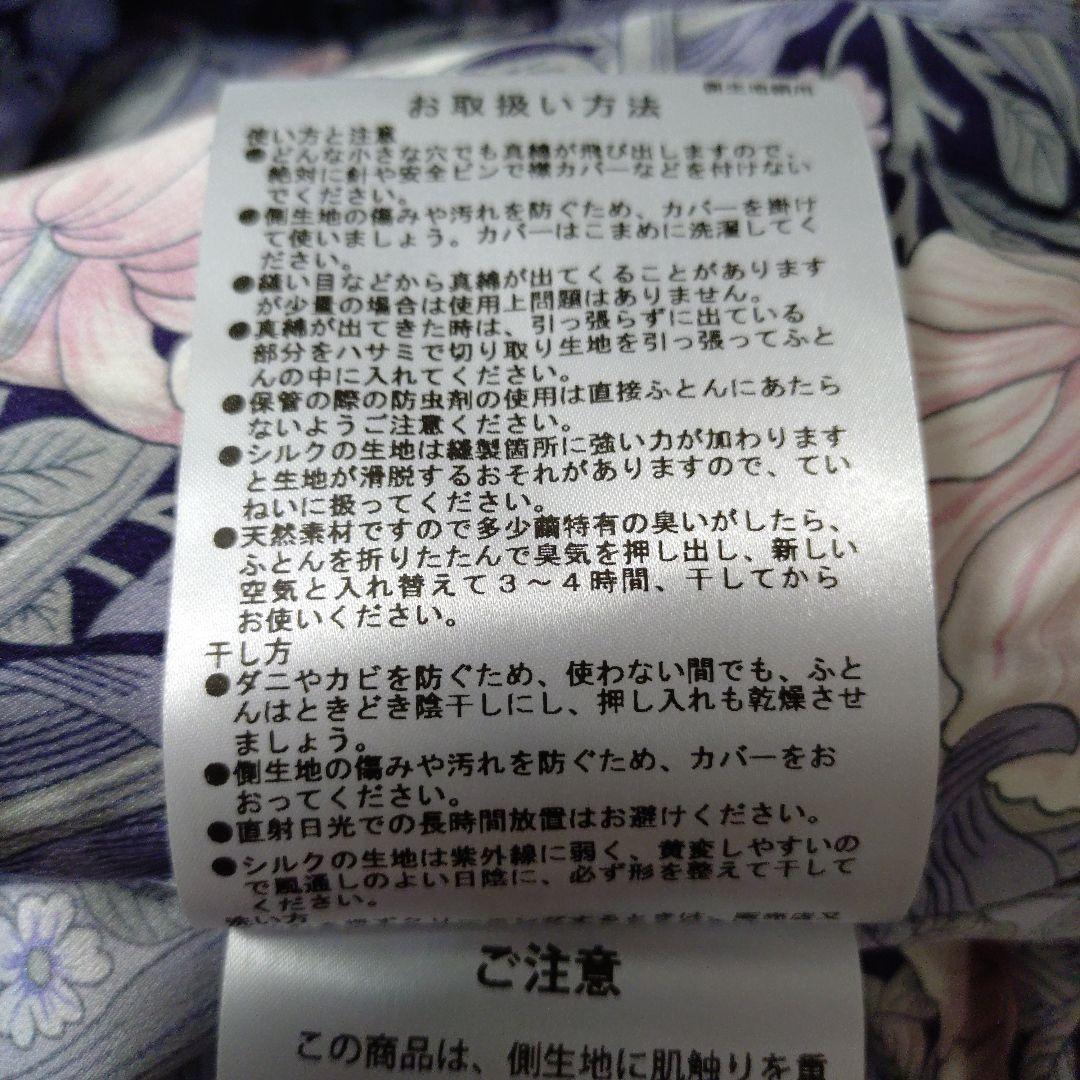 お取扱い方法
使い方と注意
●どんな小さな穴でも真綿が飛び出しますので、
絶対に針や安全ピンで襟カバーなどを付けない
でください。
●側生地の傷みや汚れを防ぐため、カバーを掛け
て使いましょう。カバーはこまめに洗濯してく
ださい。
●縫い目などから真綿が出てくることがあります
が少量の場合は使用上問題はありません。
●真綿が出てきた時は、引っ張らずに出ている
部分をハサミで切り取り生地を引っ張ってふと
んの中に入れてください。
●保管の際の防虫剤の使用は直接ふとんにあたら
ないようご注意ください。
●シルクの生地は縫製箇所に強い力が加わります
と生地が滑脱するおそれがありますので、てい
ねいに扱ってください。
●天然素材ですので多少繭特有の臭いがしたら、
ふとんを折りたたんで臭気を押し出し、新しい
空気と入れ替えて３～４時間、干してから
お使いください。
干し方
●ダニやカビを防ぐため、使わない間でも、ふと
んはときどき陰干しにし、押し入れも乾燥させ
ましょう。
●側生地の傷みや汚れを防ぐため、カバーをお
おってください。
●直射日光での長時間放置はお避けください。
●シルクの生地は紫外線に弱く、黄変しやすいの
で風通しのよい日陰に、必ず形を整えて干して
ください。
洗い方
ご注意
この商品は、側生地に肌触りを重